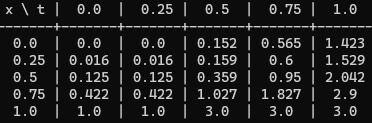 x \ t | 0.0 | 0.25 | 0.5 | 0.75 | 1.0
------+-------+-------+-------+-------+-------
0.0 | 0.0 | 0.0 | 0.152 | 0.565 | 1.423
0.25 | 0.016 | 0.016 | 0.159 | 0.6 | 1.529
0.5 | 0.125 | 0.125 | 0.359 | 0.95 | 2.042
0.75 | 0.422 | 0.422 | 1.027 | 1.827 | 2.9
1.0 | 1.0 | 1.0 | 3.0 | 3.0 | 3.0